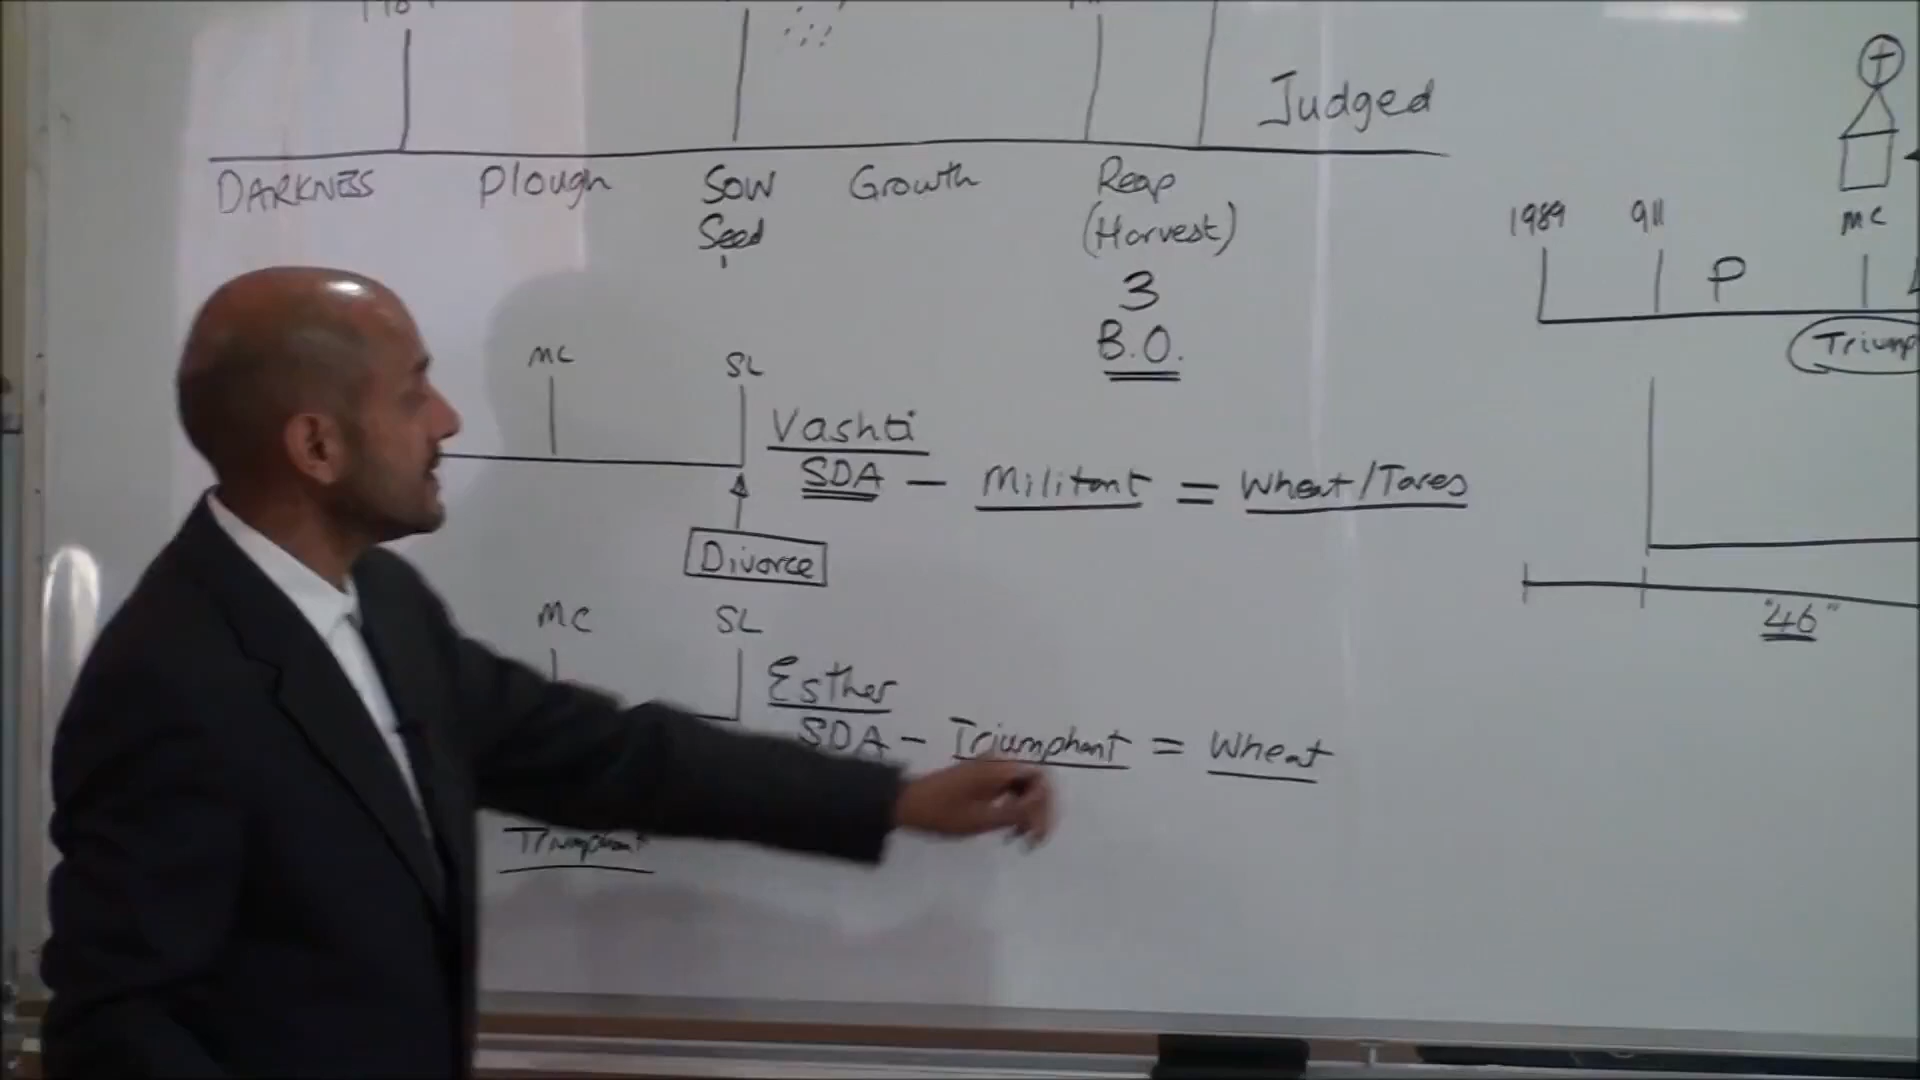 Judged
DARKNESS Plough Sow Growth Reap
Seed (Harvest)
3
B.O.
MC SL
Vashti
SDA - Militant = Wheat/Tares
Divorce
MC SL
Esther
SDA - Triumphant = Wheat
Triumphant
1989 911 MC
P
Triump
"46"